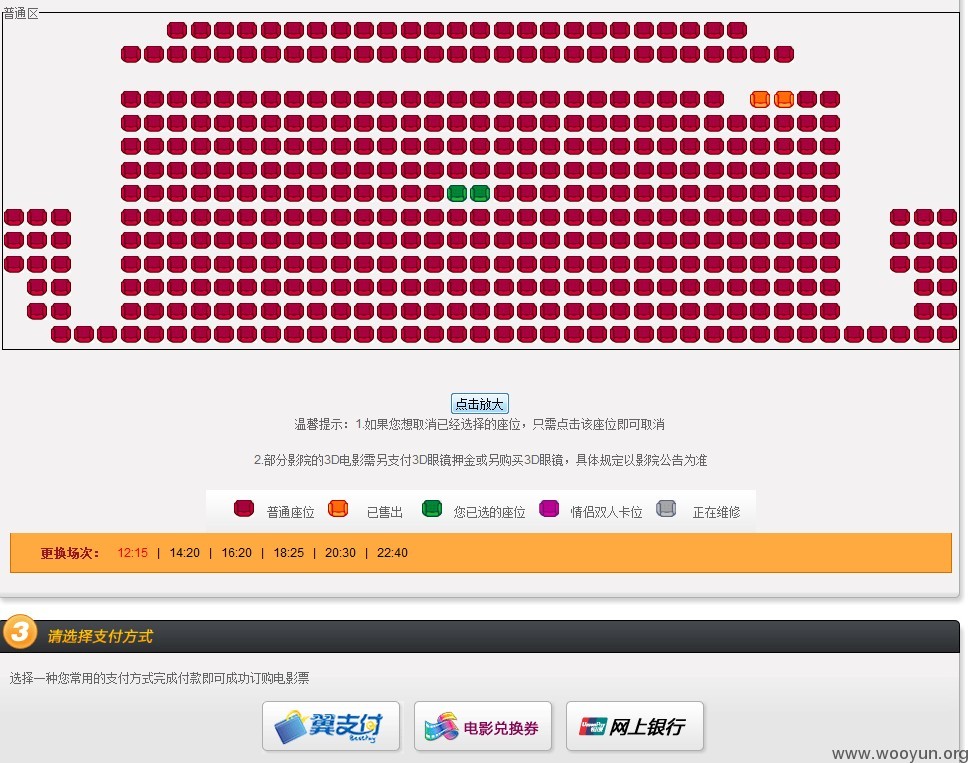 普通区
点击放大
温馨提示：1.如果您想取消已经选择的座位，只需点击该座位即可取消
2.部分影院的3D电影需另支付3D眼镜押金或另购买3D眼镜，具体规定以影院公告为准
普通座位 已售出 您已选的座位 情侣双人卡位 正在维修
更换场次： 12:15 | 14:20 | 16:20 | 18:25 | 20:30 | 22:40
3 请选择支付方式
选择一种您常用的支付方式完成付款即可成功订购电影票
翼支付 Bestpay 电影兑换券 UnionPay 银联 网上银行
www.wooyun.org